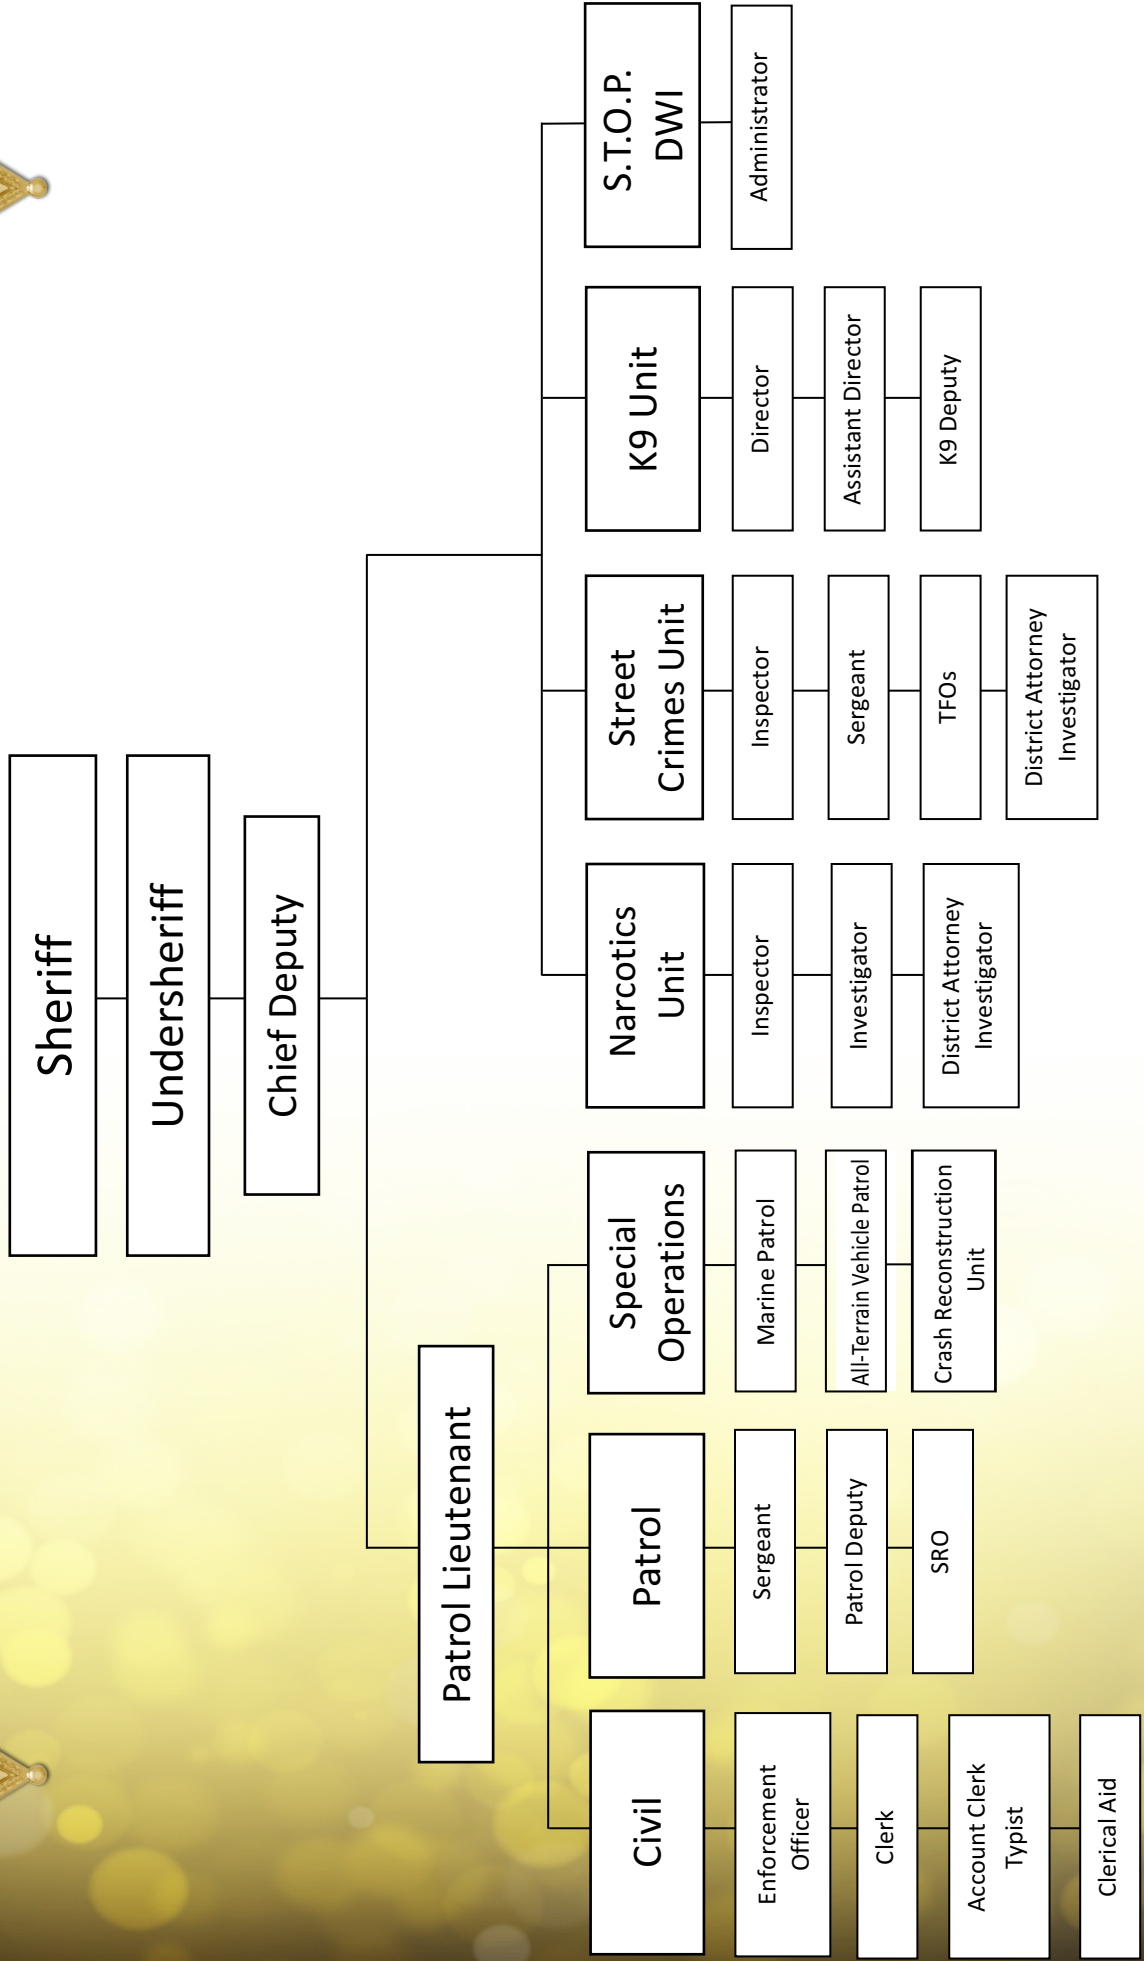 Sheriff
Undersheriff
Chief Deputy
Patrol Lieutenant
Civil
Enforcement
Officer
Clerk
Account Clerk
Typist
Clerical Aid
Patrol
Sergeant
Patrol Deputy
SRO
Special
Operations
Marine Patrol
All-Terrain Vehicle Patrol
Crash Reconstruction
Unit
Narcotics
Unit
Inspector
Investigator
District Attorney
Investigator
Street
Crimes Unit
Inspector
Sergeant
TFOs
District Attorney
Investigator
K9 Unit
Director
Assistant Director
K9 Deputy
S.T.O.P.
DWI
Administrator